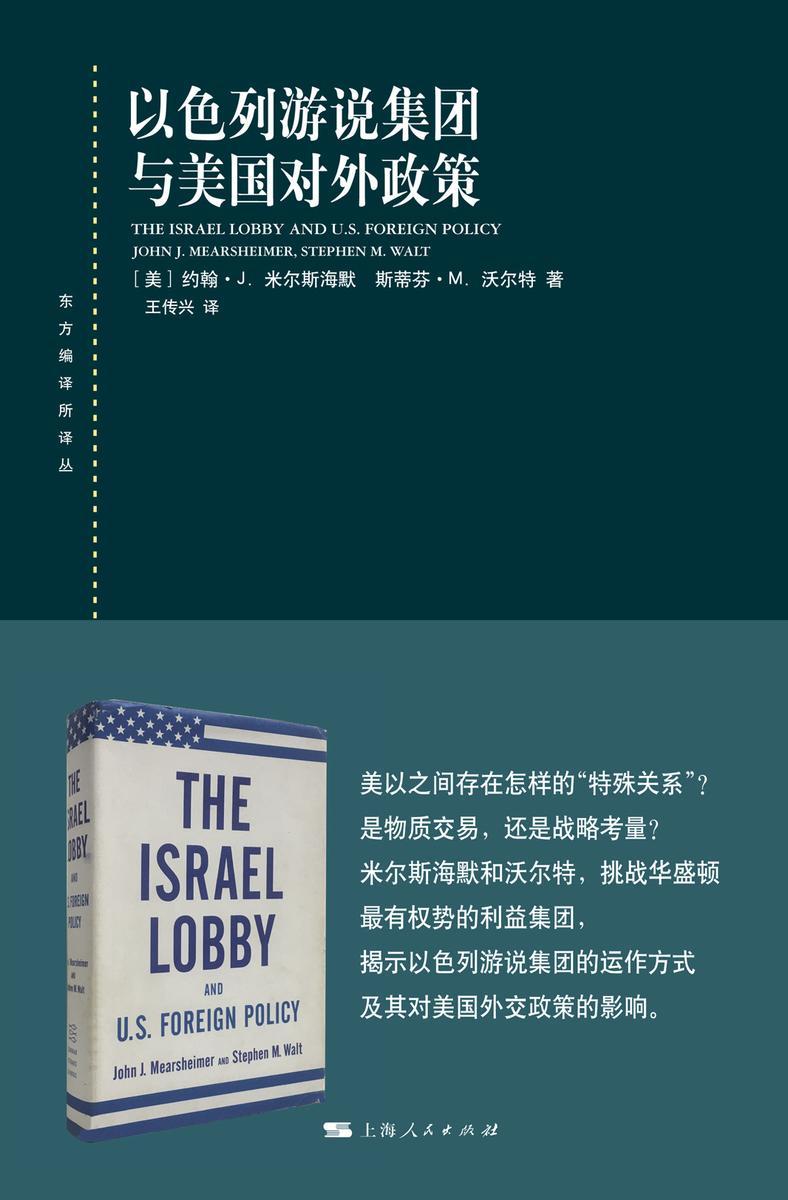 以色列游说集团
与美国对外政策
THE ISRAEL LOBBY AND U.S. FOREIGN POLICY
JOHN J. MEARSHEIMER, STEPHEN M. WALT
[美] 约翰·J. 米尔斯海默 斯蒂芬·M. 沃尔特 著
王传兴 译
东方编译所译丛
THE
ISRAEL
LOBBY
AND
U.S. FOREIGN POLICY
John J. Mearsheimer AND Stephen M. Walt
THE
ISRAEL
LOBBY
AND
U.S. FOREIGN
POLICY
Mearsheimer
AND
Walt
美以之间存在怎样的“特殊关系”？
是物质交易，还是战略考量？
米尔斯海默和沃尔特，挑战华盛顿
最有权势的利益集团，
揭示以色列游说集团的运作方式
及其对美国外交政策的影响。
上海人民出版社